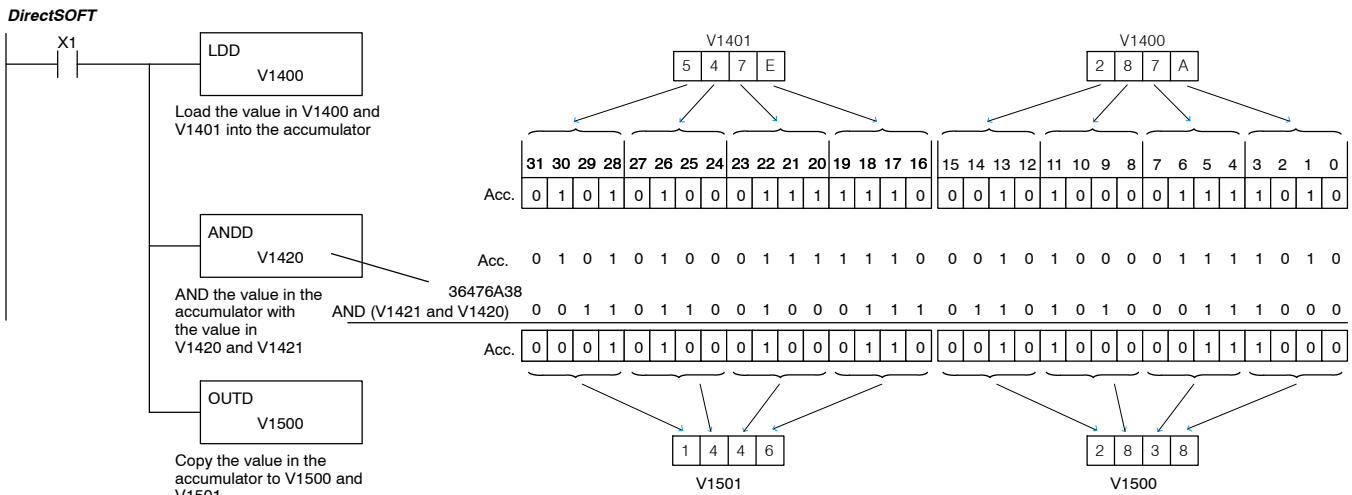 DirectSOFT
X1
LDD
V1400
Load the value in V1400 and
V1401 into the accumulator
V1401
V1400
5 4 7 E
2 8 7 A
31 30 29 28 27 26 25 24 23 22 21 20 19 18 17 16 15 14 13 12 11 10 9 8 7 6 5 4 3 2 1 0
Acc. 0 1 0 1 0 1 0 0 0 1 1 1 1 1 1 0 0 0 1 0 1 0 0 0 0 1 1 1 1 0 1 0
ANDD
V1420
AND the value in the
accumulator with
the value in
V1420 and V1421
Acc. 0 1 0 1 0 1 0 0 0 1 1 1 1 1 1 0 0 0 1 0 1 0 0 0 0 1 1 1 1 0 1 0
36476A38
AND (V1421 and V1420) 0 0 1 1 0 1 1 0 0 1 0 0 0 1 1 1 0 1 1 0 1 0 1 0 0 0 1 1 1 0 0 0
Acc. 0 0 0 1 0 1 0 0 0 1 0 0 0 1 1 0 0 0 1 0 1 0 0 0 0 0 1 1 1 0 0 0
OUTD
V1500
Copy the value in the
accumulator to V1500 and
V1501
1 4 4 6
2 8 3 8
V1501
V1500